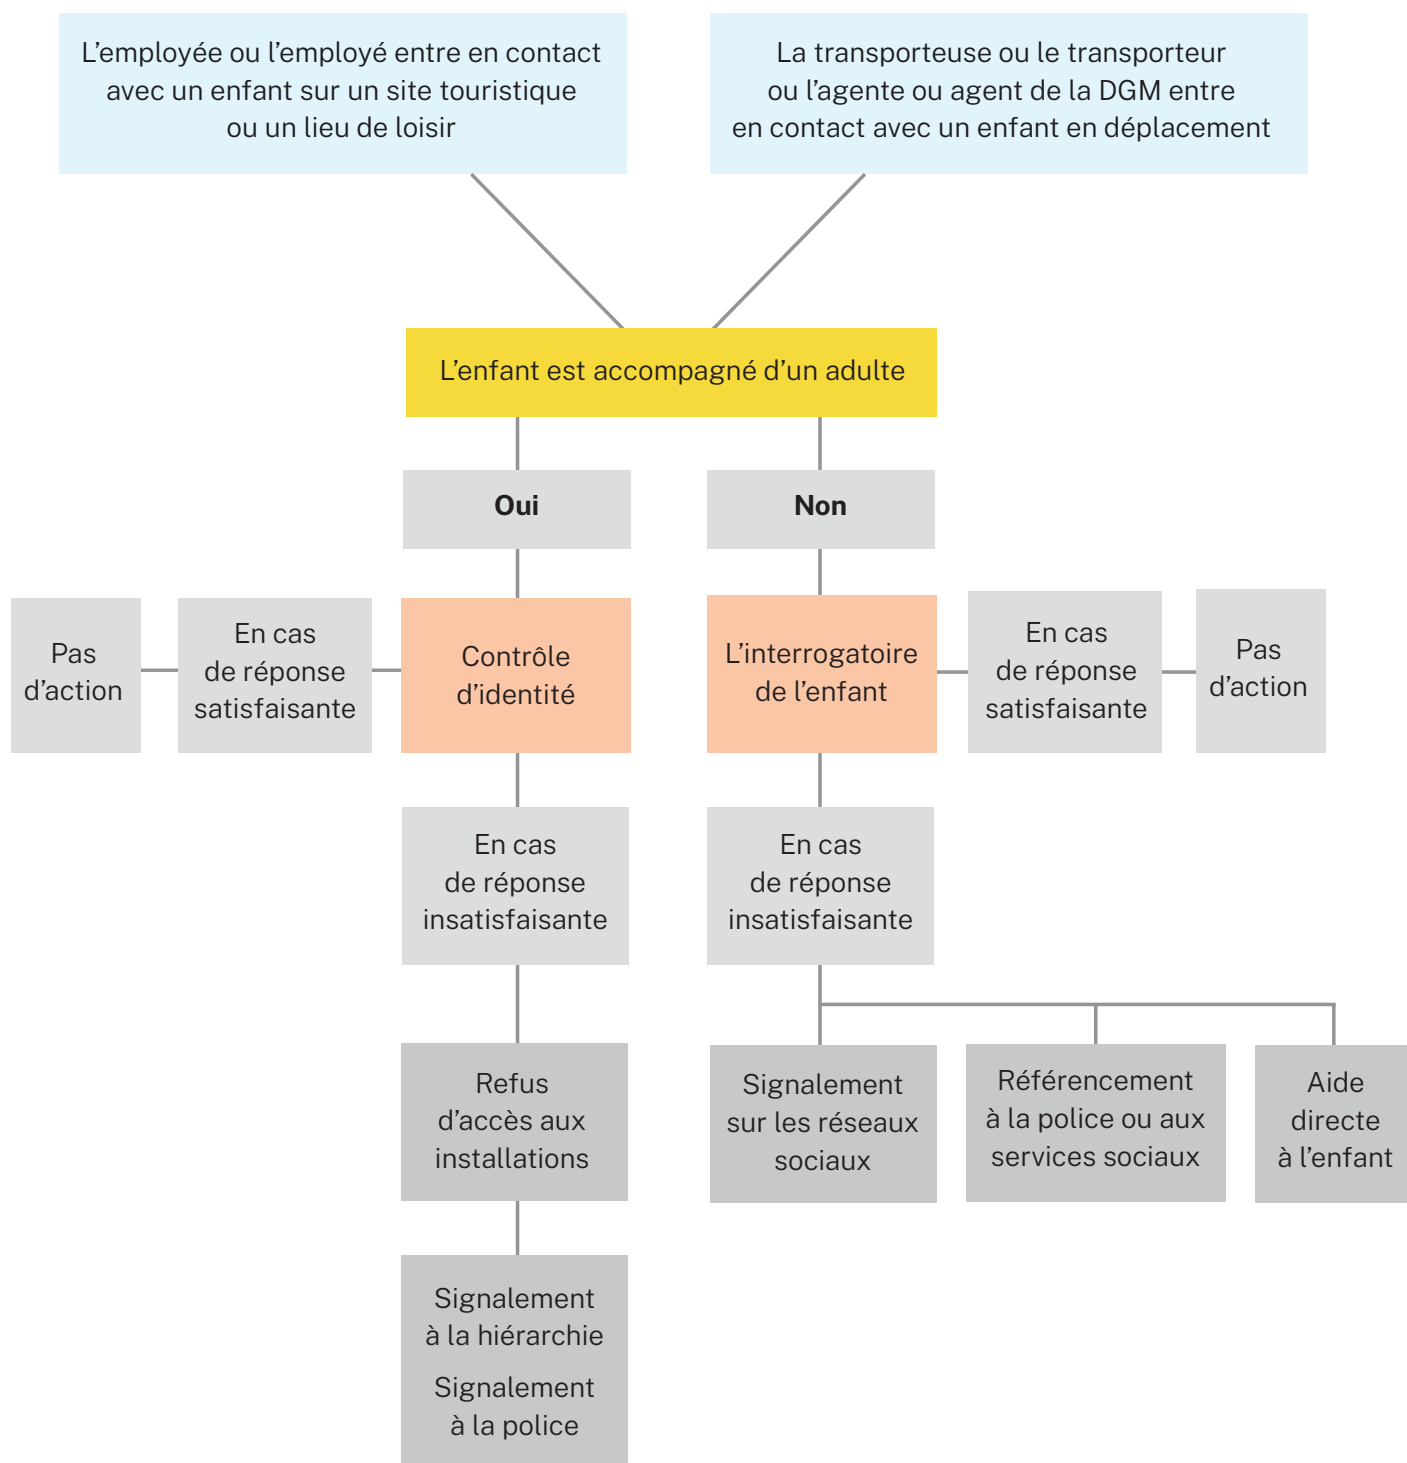 L’employée ou l’employé entre en contact
avec un enfant sur un site touristique
ou un lieu de loisir
La transporteuse ou le transporteur
ou l’agente ou agent de la DGM entre
en contact avec un enfant en déplacement
L’enfant est accompagné d’un adulte
Oui
Non
Pas
d’action
En cas
de réponse
satisfaisante
Contrôle
d’identité
L’interrogatoire
de l’enfant
En cas
de réponse
satisfaisante
Pas
d’action
En cas
de réponse
insatisfaisante
En cas
de réponse
insatisfaisante
Refus
d’accès aux
installations
Signalement
sur les réseaux
sociaux
Référencement
à la police ou aux
services sociaux
Aide
directe
à l’enfant
Signalement
à la hiérarchie
Signalement
à la police